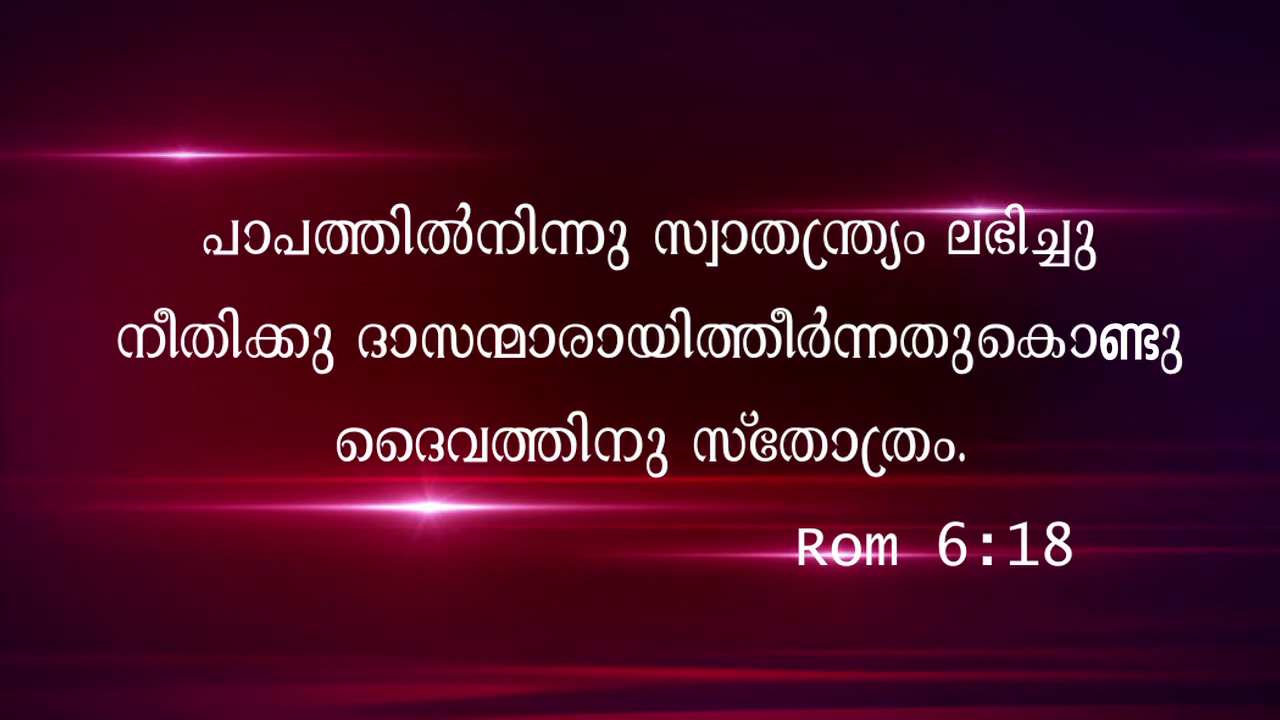 പാപത്തിൽനിന്നു സ്വാതന്ത്ര്യം ലഭിച്ചു
നീതിക്കു ദാസന്മാരായിത്തീർന്നതുകൊണ്ടു
ദൈവത്തിനു സ്തോത്രം.
Rom 6:18